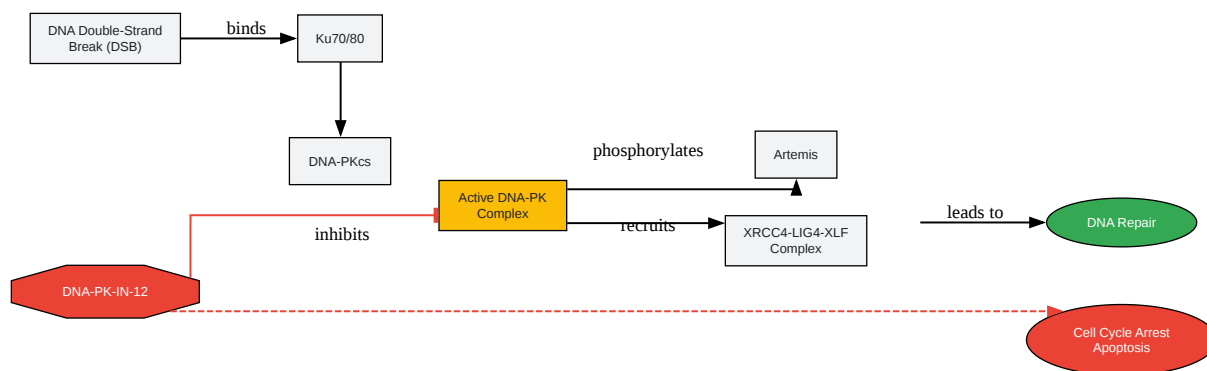 DNA Double-Strand
Break (DSB)
binds
Ku70/80
DNA-PKcs
phosphorylates
Artemis
Active DNA-PK
Complex
inhibits
recruits
XRCC4-LIG4-XLF
Complex
leads to
DNA Repair
DNA-PK-IN-12
Cell Cycle Arrest
Apoptosis